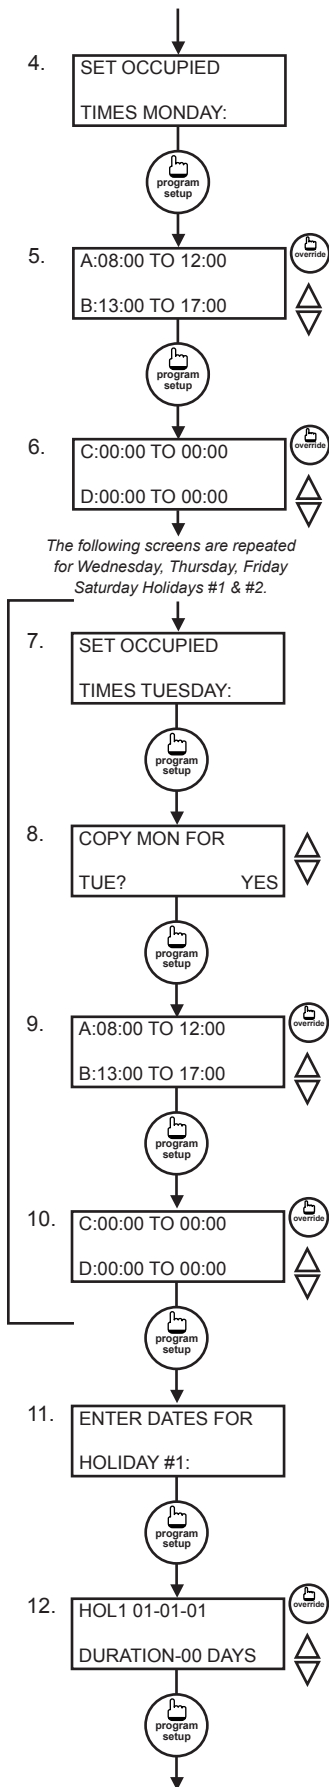 4.
SET OCCUPIED
TIMES MONDAY:
program
setup
5.
A:08:00 TO 12:00
B:13:00 TO 17:00
override
program
setup
6.
C:00:00 TO 00:00
D:00:00 TO 00:00
override
The following screens are repeated
for Wednesday, Thursday, Friday
Saturday Holidays #1 & #2.
7.
SET OCCUPIED
TIMES TUESDAY:
program
setup
8.
COPY MON FOR
TUE? YES
program
setup
9.
A:08:00 TO 12:00
B:13:00 TO 17:00
override
program
setup
10.
C:00:00 TO 00:00
D:00:00 TO 00:00
override
program
setup
11.
ENTER DATES FOR
HOLIDAY #1:
program
setup
12.
HOL1 01-01-01
DURATION-00 DAYS
override
program
setup